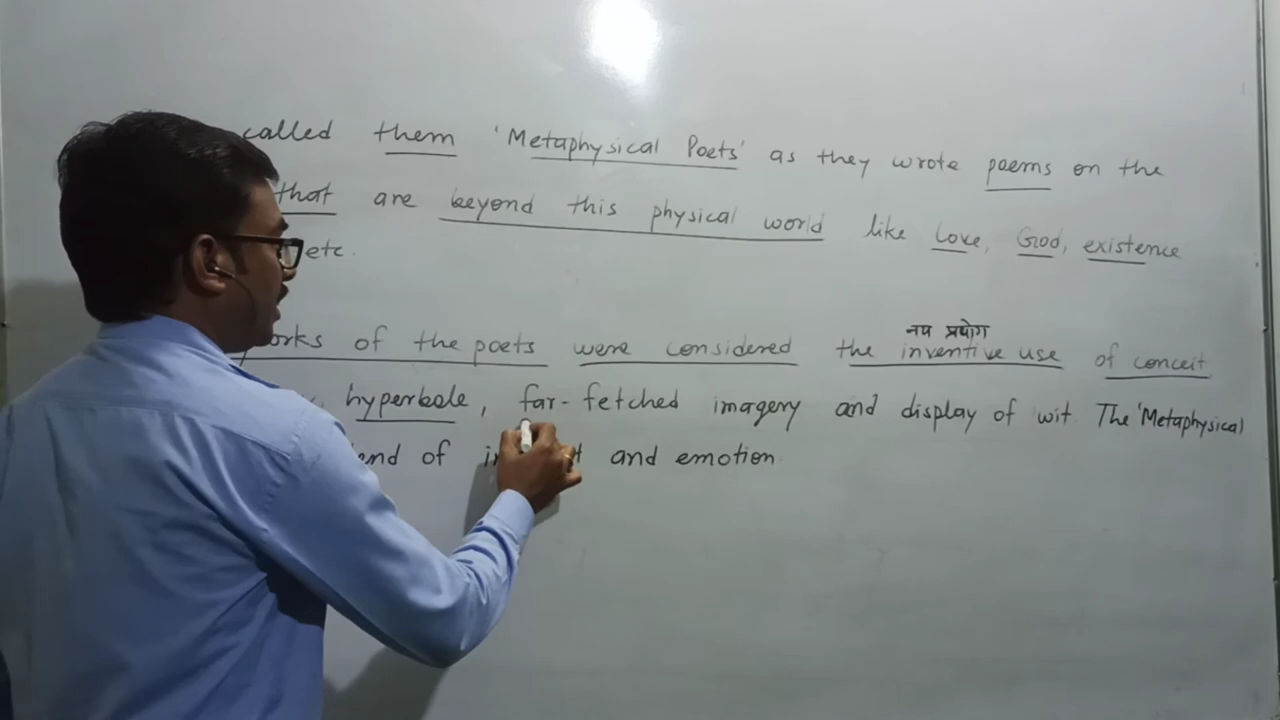 called them 'Metaphysical Poets' as they wrote poems on the
that are beyond this physical world like Love, God, existence
etc.
नए प्रयोग
works of the poets were considered the inventive use of conceit
hyperbole, far-fetched imagery and display of wit. The 'Metaphysical
of and emotion